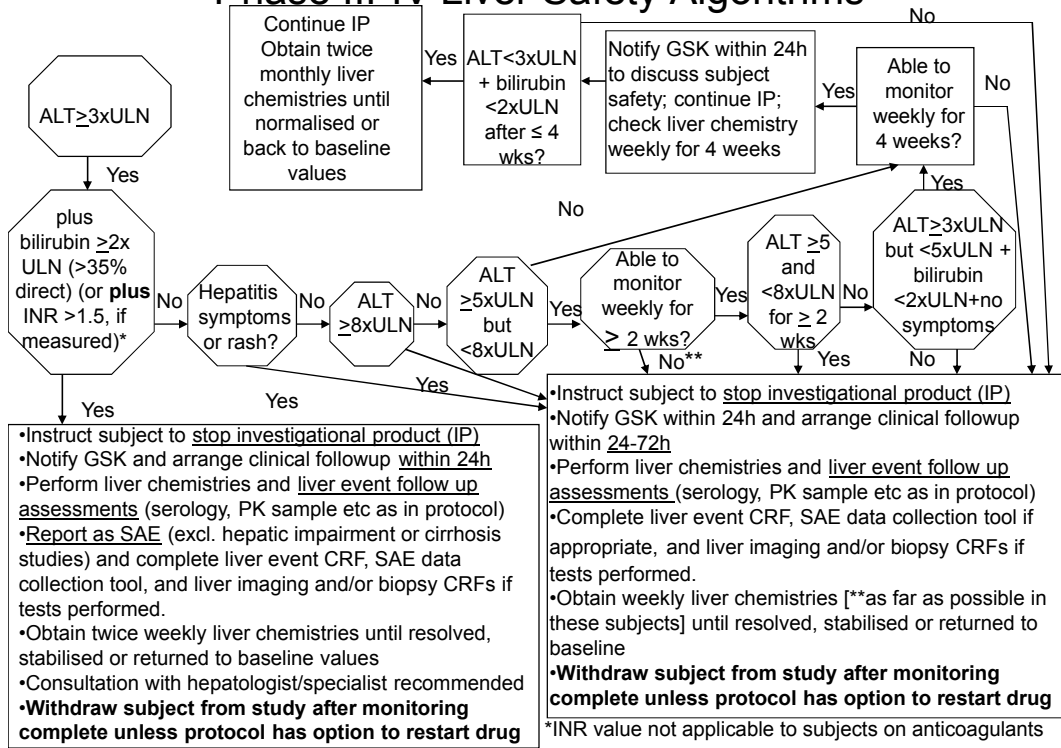 Phase III-IV Liver Safety Algorithms
Continue IP
Obtain twice
monthly liver
chemistries until
normalised or
back to baseline
values
Yes
ALT<3xULN
+ bilirubin
<2xULN
after ≤ 4
wks?
No
Notify GSK within 24h
to discuss subject
safety; continue IP;
check liver chemistry
weekly for 4 weeks
Yes
Able to
monitor
weekly for
4 weeks?
No
ALT≥3xULN
Yes
plus
bilirubin ≥2x
ULN (>35%
direct) (or plus
INR >1.5, if
measured)*
No
Hepatitis
symptoms
or rash?
No
ALT
≥8xULN
No
ALT
≥5xULN
but
<8xULN
No
Yes
Able to
monitor
weekly for
≥ 2 wks?
No**
Yes
ALT ≥5
and
<8xULN
for ≥ 2
wks
No
Yes
ALT≥3xULN
but <5xULN +
bilirubin
<2xULN+no
symptoms
Yes
No
Yes
Yes
Yes
•Instruct subject to stop investigational product (IP)
•Notify GSK and arrange clinical followup within 24h
•Perform liver chemistries and liver event follow up
assessments (serology, PK sample etc as in protocol)
•Report as SAE (excl. hepatic impairment or cirrhosis
studies) and complete liver event CRF, SAE data
collection tool, and liver imaging and/or biopsy CRFs if
tests performed.
•Obtain twice weekly liver chemistries until resolved,
stabilised or returned to baseline values
•Consultation with hepatologist/specialist recommended
•Withdraw subject from study after monitoring
complete unless protocol has option to restart drug
•Instruct subject to stop investigational product (IP)
•Notify GSK within 24h and arrange clinical followup
within 24-72h
•Perform liver chemistries and liver event follow up
assessments (serology, PK sample etc as in protocol)
•Complete liver event CRF, SAE data collection tool if
appropriate, and liver imaging and/or biopsy CRFs if
tests performed.
•Obtain weekly liver chemistries [**as far as possible in
these subjects] until resolved, stabilised or returned to
baseline
•Withdraw subject from study after monitoring
complete unless protocol has option to restart drug
*INR value not applicable to subjects on anticoagulants